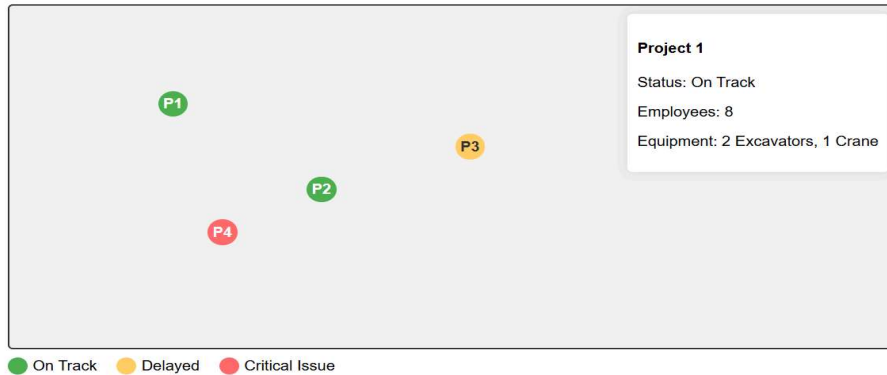 Project 1
Status: On Track
Employees: 8
Equipment: 2 Excavators, 1 Crane
P1
P3
P2
P4
On Track
Delayed
Critical Issue